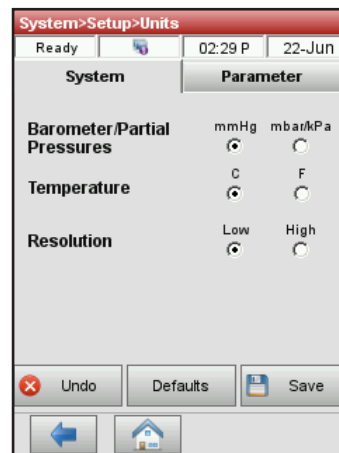 System>Setup>Units
Ready 02:29 P 22-Jun
System Parameter
Barometer/Partial Pressures mmHg mbar/kPa
Temperature C F
Resolution Low High
Undo Defaults Save